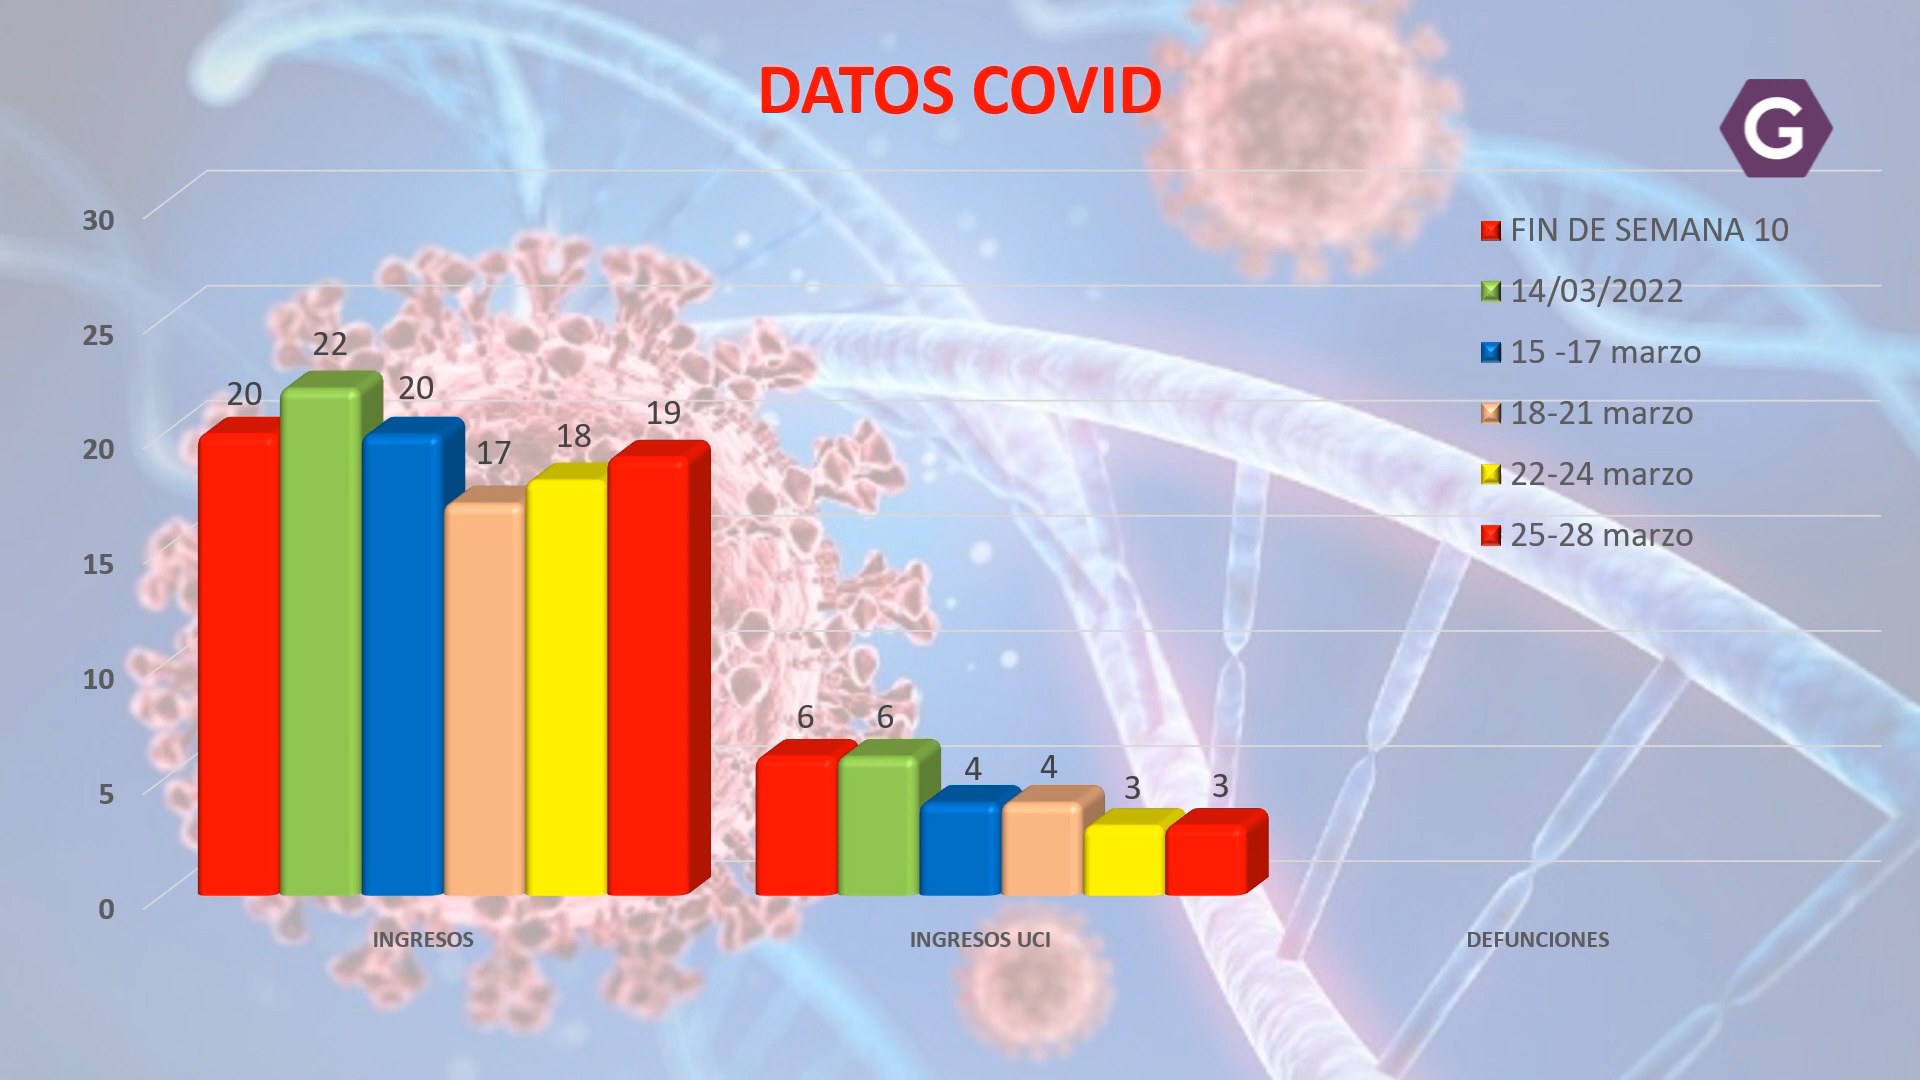 DATOS COVID
G
30
25
20
15
10
5
0
20
22
20
17
18
19
6
6
4
4
3
3
INGRESOS
INGRESOS UCI
DEFUNCIONES
FIN DE SEMANA 10
14/03/2022
15 -17 marzo
18-21 marzo
22-24 marzo
25-28 marzo